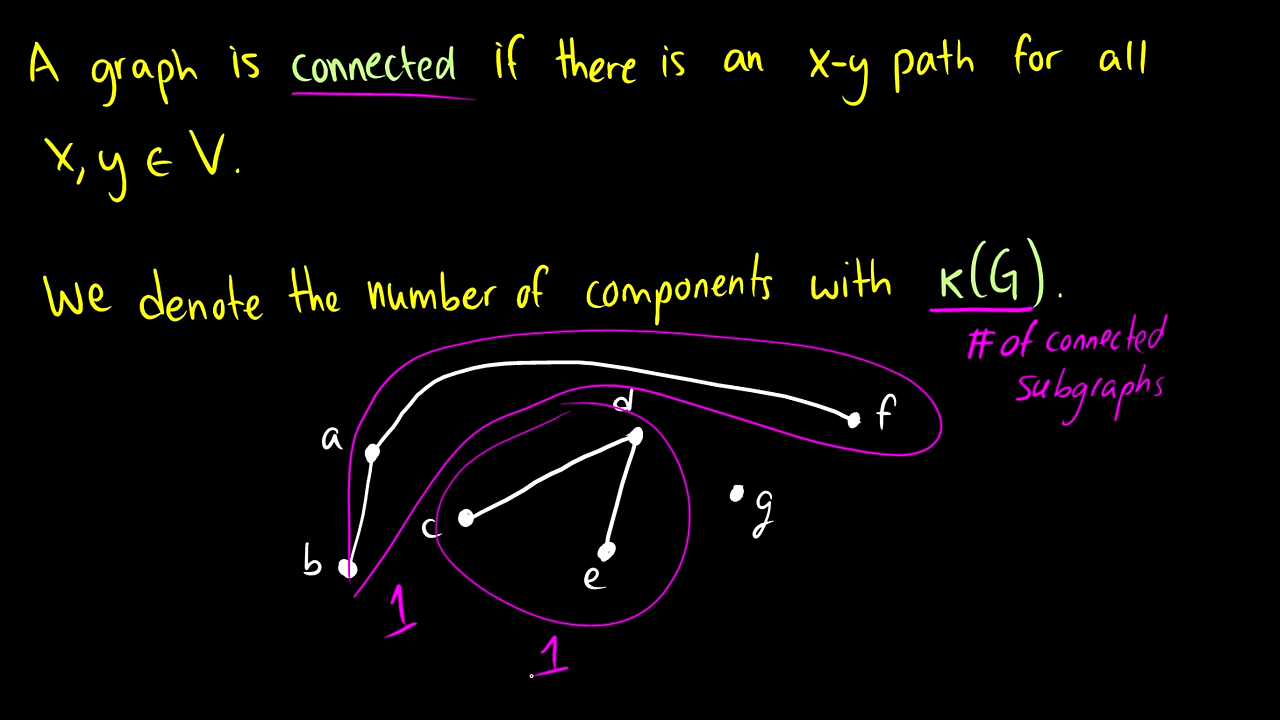 A graph is connected if there is an x-y path for all
x, y ∈ V.
We denote the number of components with κ(G).
# of connected
subgraphs
d
f
a
g
c
b
e
1
1